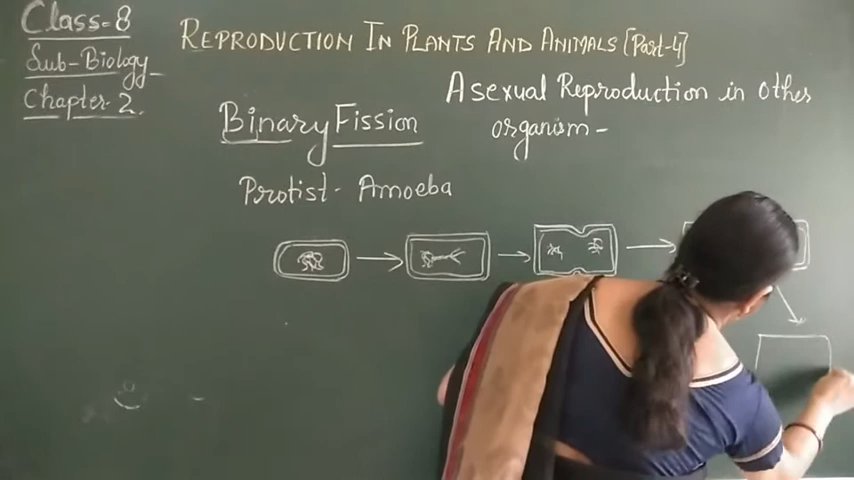 Class-8
Sub-Biology
Chapter-2.
REPRODUCTION IN PLANTS AND ANIMALS [Part-4]
Asexual Reproduction in other
organism-
Binary Fission
Protist- Amoeba